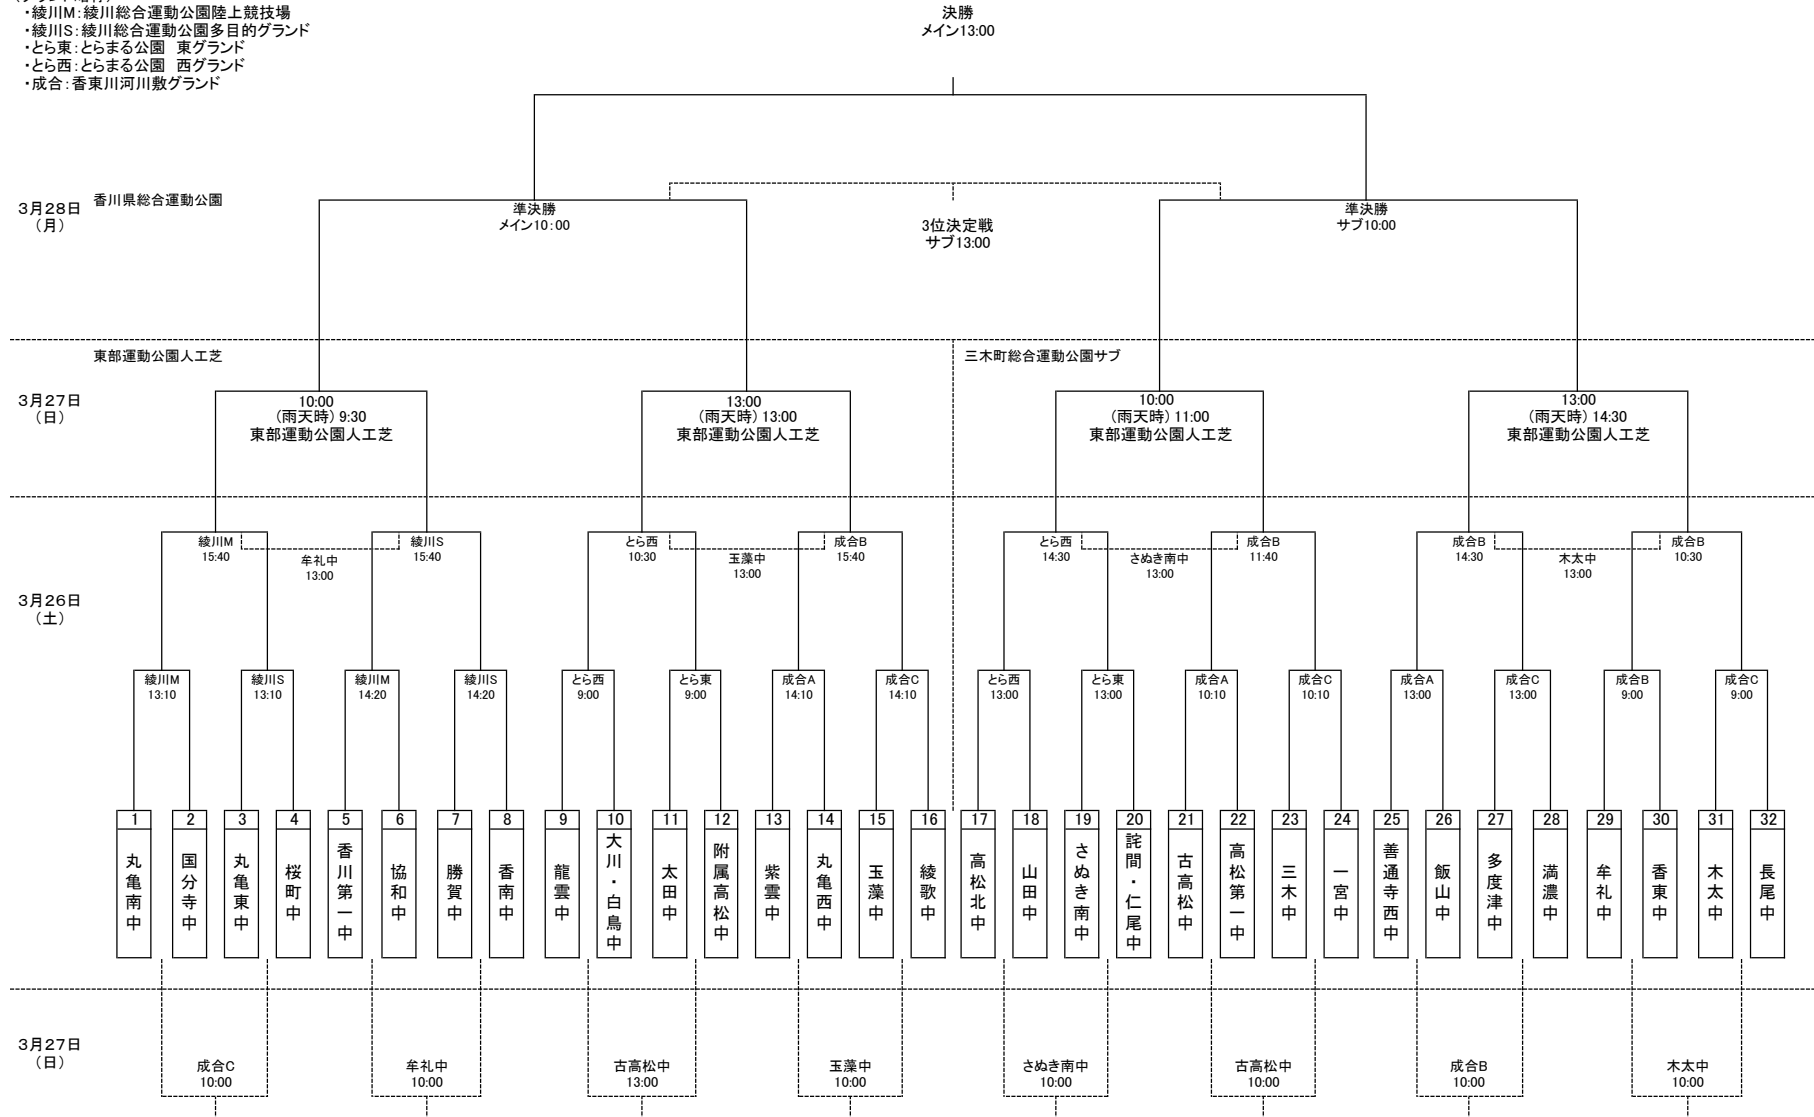 ・綾川M：綾川総合運動公園陸上競技場
・綾川S：綾川総合運動公園多目的グランド
・とら東：とらまる公園　東グランド
・とら西：とらまる公園　西グランド
・成合：香東川河川敷グランド
決勝
メイン13:00
3月28日
（月）
香川県総合運動公園
準決勝
メイン10：00
3位決定戦
サブ13:00
準決勝
サブ10:00
東部運動公園人工芝
三木町総合運動公園サブ
3月27日
（日）
10:00
（雨天時）9:30
東部運動公園人工芝
13:00
（雨天時）13:00
東部運動公園人工芝
10:00
（雨天時）11:00
東部運動公園人工芝
13:00
（雨天時）14:30
東部運動公園人工芝
3月26日
（土）
綾川M
15:40
牟礼中
13:00
綾川S
15:40
とら西
10:30
玉藻中
13:00
成合B
15:40
とら西
14:30
さぬき南中
13:00
成合B
11:40
成合B
14:30
木太中
13:00
成合B
10:30
綾川M
13:10
綾川S
13:10
綾川M
14:20
綾川S
14:20
とら西
9:00
とら東
9:00
成合A
14:10
成合C
14:10
とら西
13:00
とら東
13:00
成合A
10:10
成合C
10:10
成合A
13:00
成合C
13:00
成合B
9:00
成合C
9:00
1
丸亀南中
2
国分寺中
3
丸亀東中
4
桜町中
5
香川第一中
6
協和中
7
勝賀中
8
香南中
9
龍雲中
10
大川・白鳥中
11
太田中
12
附属高松中
13
紫雲中
14
丸亀西中
15
玉藻中
16
綾歌中
17
高松北中
18
山田中
19
さぬき南中
20
詫間・仁尾中
21
古高松中
22
高松第一中
23
三木中
24
一宮中
25
善通寺西中
26
飯山中
27
多度津中
28
満濃中
29
牟礼中
30
香東中
31
木太中
32
長尾中
3月27日
（日）
成合C
10:00
牟礼中
10:00
古高松中
13:00
玉藻中
10:00
さぬき南中
10:00
古高松中
10:00
成合B
10:00
木太中
10:00